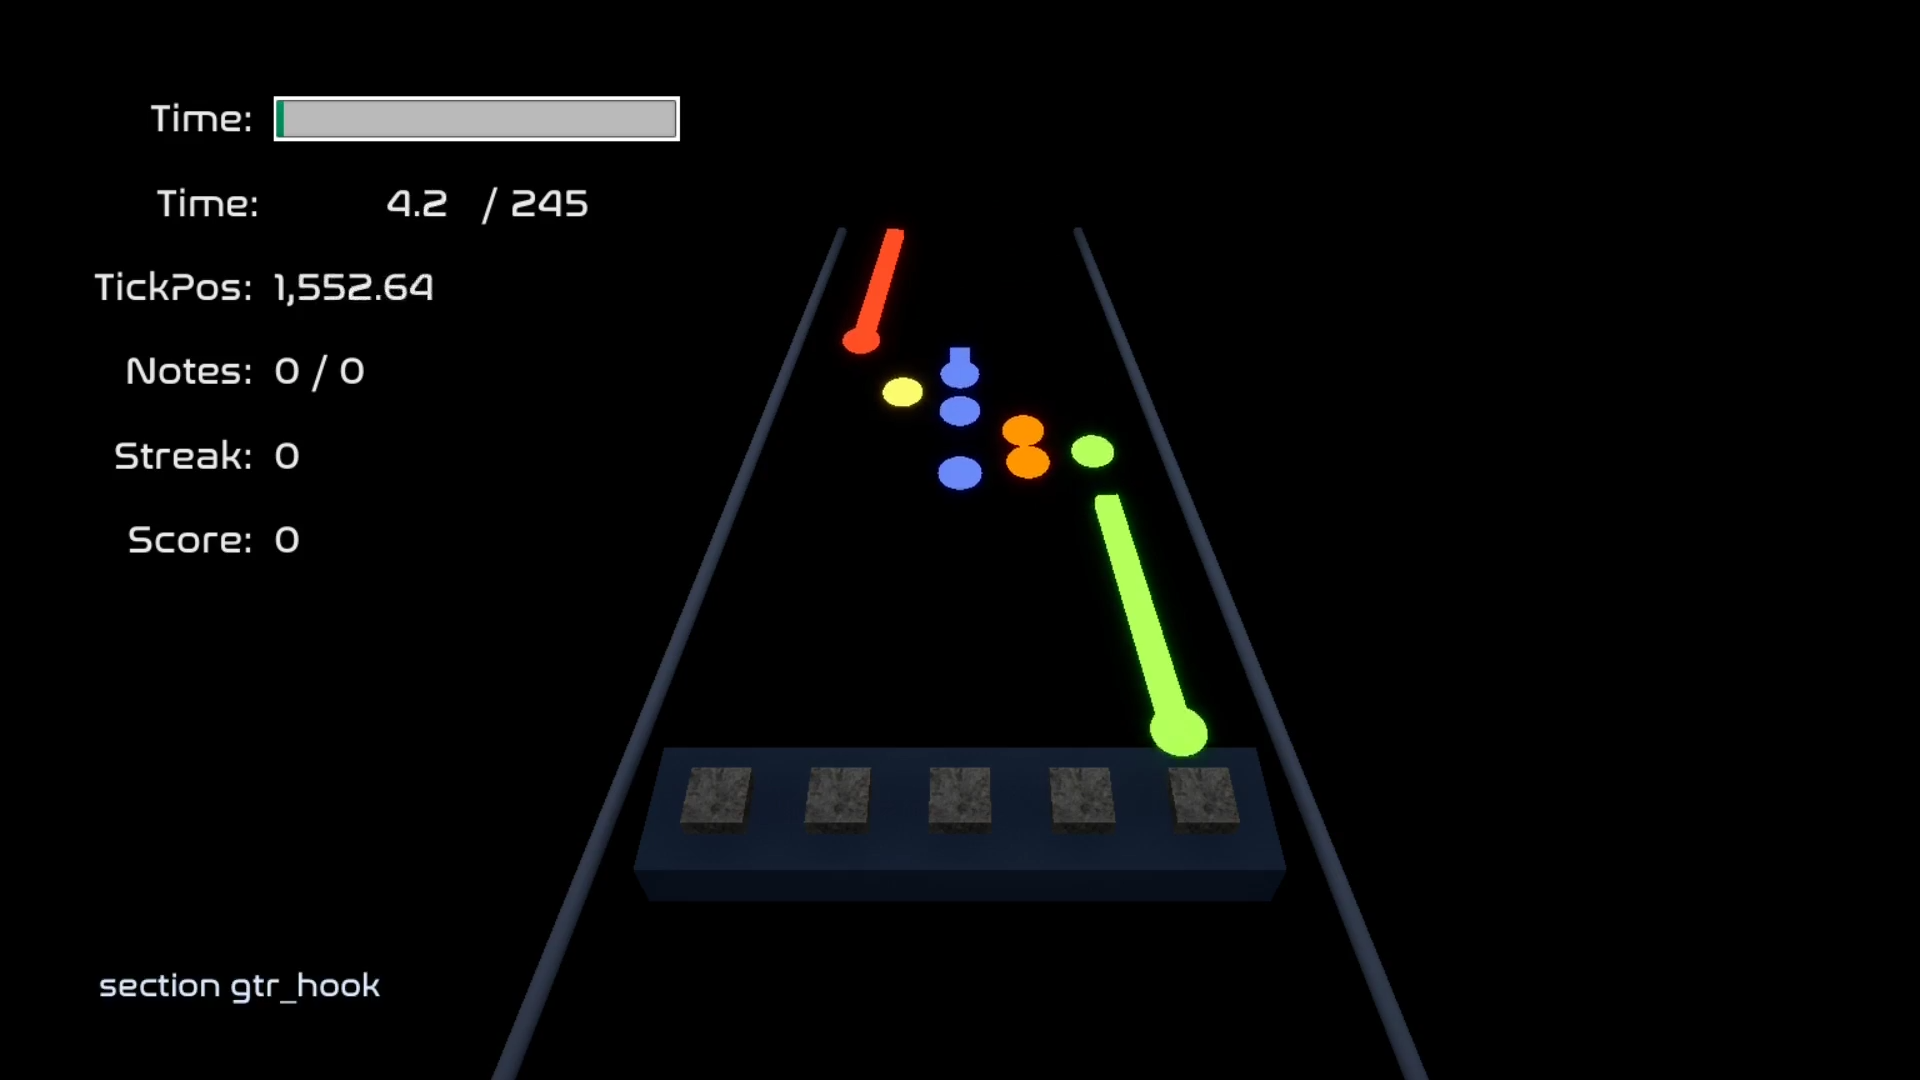 Time:
Time: 4.2 / 245
TickPos: 1,552.64
Notes: 0 / 0
Streak: 0
Score: 0
section gtr_hook